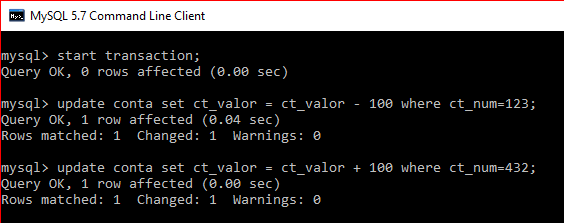 MySQL 5.7 Command Line Client
mysql> start transaction;
Query OK, 0 rows affected (0.00 sec)
mysql> update conta set ct_valor = ct_valor - 100 where ct_num=123;
Query OK, 1 row affected (0.04 sec)
Rows matched: 1  Changed: 1  Warnings: 0
mysql> update conta set ct_valor = ct_valor + 100 where ct_num=432;
Query OK, 1 row affected (0.00 sec)
Rows matched: 1  Changed: 1  Warnings: 0